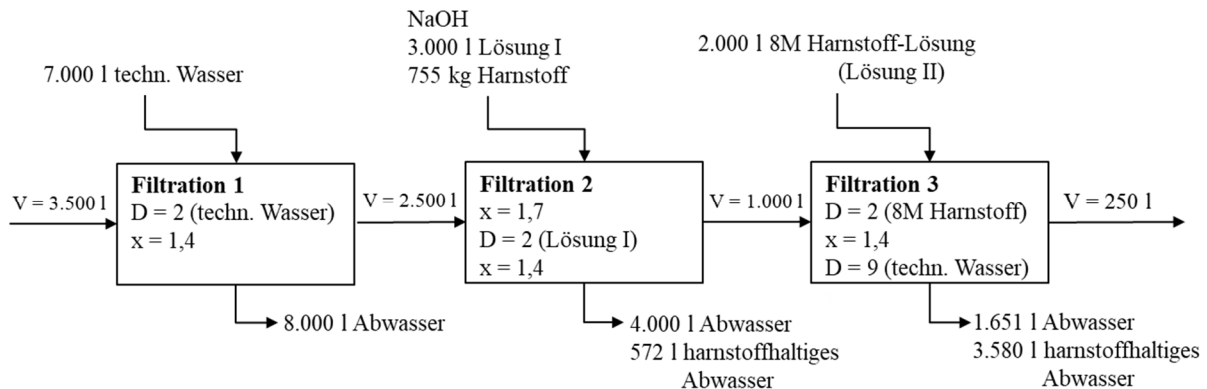 7.000 l techn. Wasser
NaOH
3.000 l Lösung I
755 kg Harnstoff
2.000 l 8M Harnstoff-Lösung
(Lösung II)
V = 3.500 l
Filtration 1
D = 2 (techn. Wasser)
x = 1,4
V = 2.500 l
Filtration 2
x = 1,7
D = 2 (Lösung I)
x = 1,4
V = 1.000 l
Filtration 3
D = 2 (8M Harnstoff)
x = 1,4
D = 9 (techn. Wasser)
V = 250 l
8.000 l Abwasser
4.000 l Abwasser
572 l harnstoffhaltiges
Abwasser
1.651 l Abwasser
3.580 l harnstoffhaltiges
Abwasser